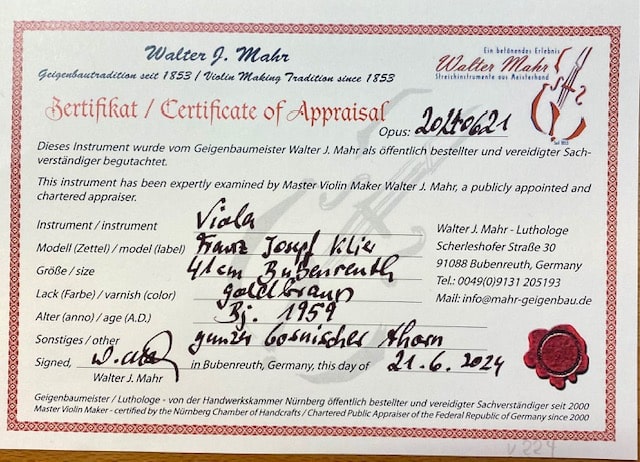 Walter J. Mahr
Geigenbautradition seit 1853 / Violin Making Tradition since 1853
Ein betönendes Erlebnis
Walter Mahr
Streichinstrumente aus Meisterhand
Seit 1853
Zertifikat / Certificate of Appraisal
Opus: 20240621
Dieses Instrument wurde vom Geigenbaumeister Walter J. Mahr als öffentlich bestellter und vereidigter Sach-
verständiger begutachtet.
This instrument has been expertly examined by Master Violin Maker Walter J. Mahr, a publicly appointed and
chartered appraiser.
Instrument / instrument Viola
Modell (Zettel) / model (label) Franz Josef Klier
Größe / size 41cm Bubenreuth
Lack (Farbe) / varnish (color) goldbraun
Alter (anno) / age (A.D.) Bj. 1959
Sonstiges / other ganzer bosnischer Ahorn
Walter J. Mahr - Luthologe
Scherleshofer Straße 30
91088 Bubenreuth, Germany
Tel.: 0049(0)9131 205193
Mail: info@mahr-geigenbau.de
Signed, W. Mahr in Bubenreuth, Germany, this day of 21.6.2024
Walter J. Mahr
Geigenbaumeister / Luthologe - von der Handwerkskammer Nürnberg öffentlich bestellter und vereidigter Sachverständiger seit 2000
Master Violin Maker - certified by the Nürnberg Chamber of Handcrafts / Chartered Public Appraiser of the Federal Republic of Germany since 2000
V224